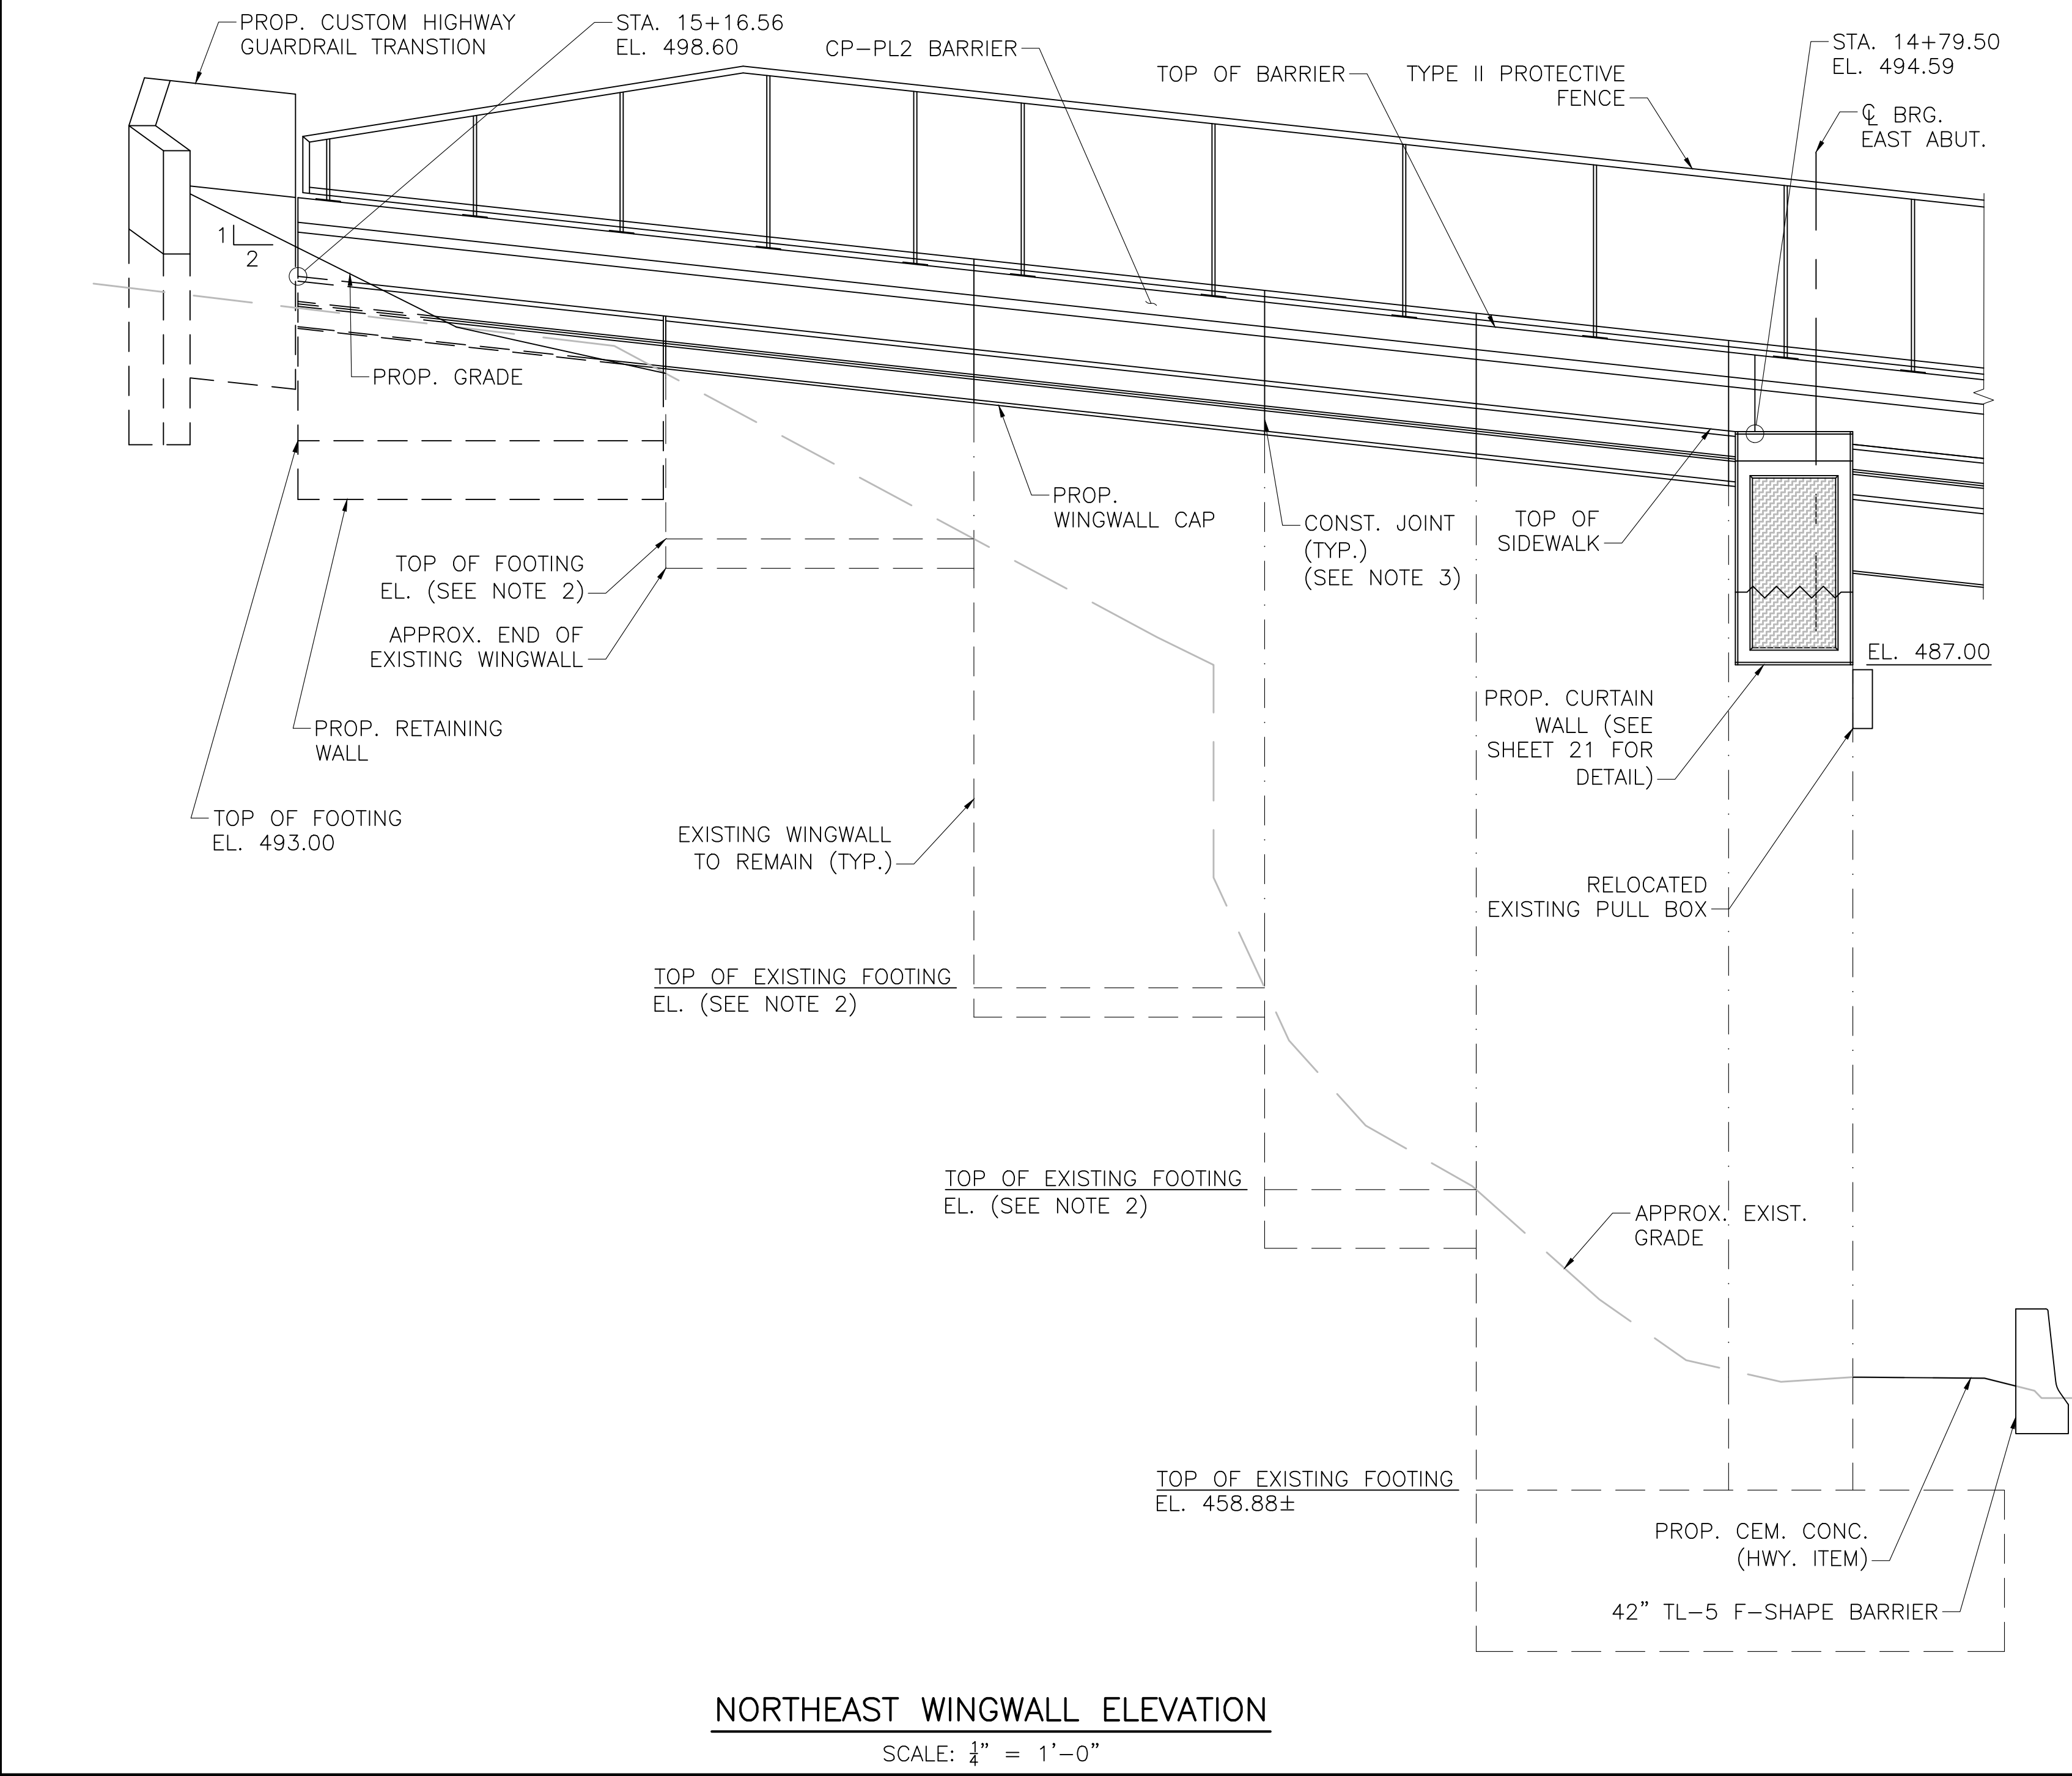 PROP. CUSTOM HIGHWAY
GUARDRAIL TRANSTION
STA. 15+16.56
EL. 498.60
CP-PL2 BARRIER
TOP OF BARRIER
TYPE II PROTECTIVE
FENCE
STA. 14+79.50
EL. 494.59
℄ BRG.
EAST ABUT.
1
2
PROP. GRADE
PROP.
WINGWALL CAP
CONST. JOINT
(TYP.)
(SEE NOTE 3)
TOP OF
SIDEWALK
TOP OF FOOTING
EL. (SEE NOTE 2)
APPROX. END OF
EXISTING WINGWALL
EL. 487.00
PROP. CURTAIN
WALL (SEE
SHEET 21 FOR
DETAIL)
PROP. RETAINING
WALL
TOP OF FOOTING
EL. 493.00
EXISTING WINGWALL
TO REMAIN (TYP.)
RELOCATED
EXISTING PULL BOX
TOP OF EXISTING FOOTING
EL. (SEE NOTE 2)
TOP OF EXISTING FOOTING
EL. (SEE NOTE 2)
APPROX. EXIST.
GRADE
TOP OF EXISTING FOOTING
EL. 458.88±
PROP. CEM. CONC.
(HWY. ITEM)
42" TL-5 F-SHAPE BARRIER
NORTHEAST WINGWALL ELEVATION
SCALE: ¼" = 1'-0"